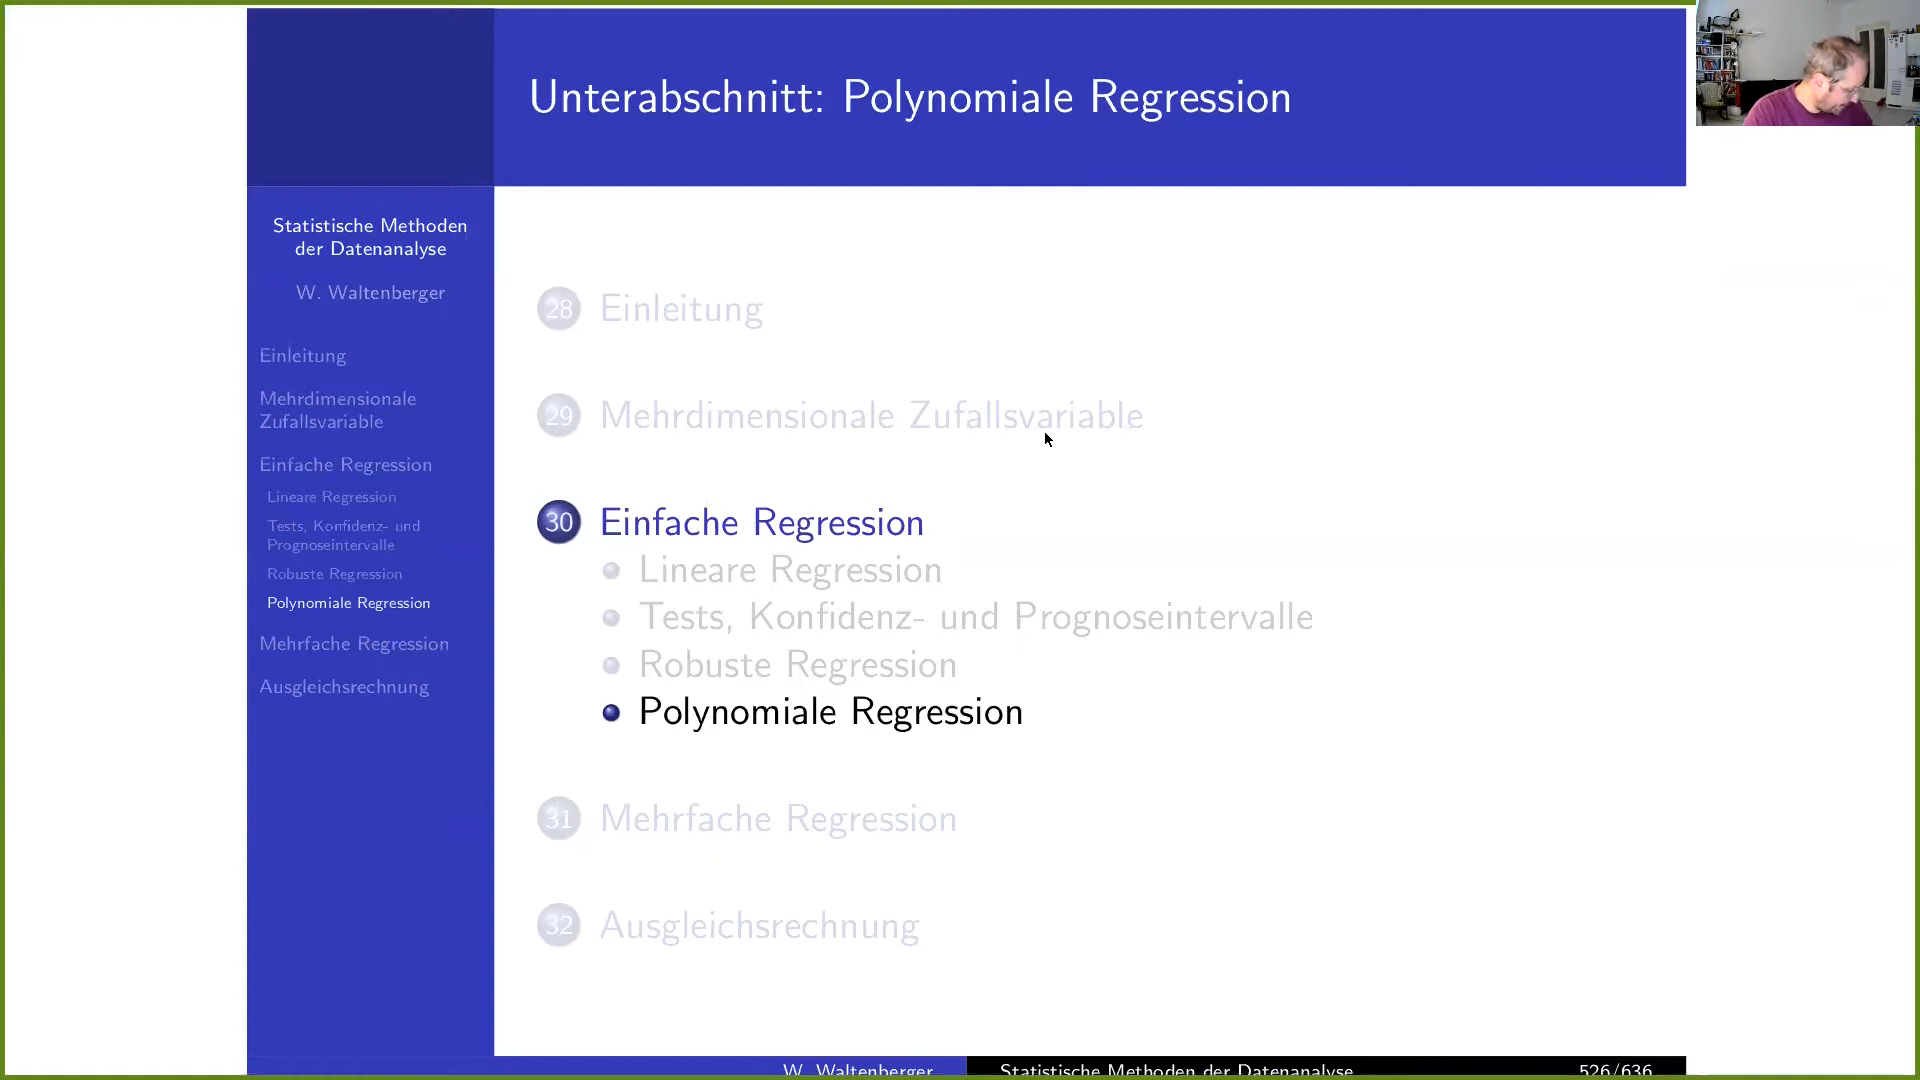 Unterabschnitt: Polynomiale Regression
Statistische Methoden
der Datenanalyse
W. Waltenberger
Einleitung
Mehrdimensionale
Zufallsvariable
Einfache Regression
Lineare Regression
Tests, Konfidenz- und
Prognoseintervalle
Robuste Regression
Polynomiale Regression
Mehrfache Regression
Ausgleichsrechnung
28 Einleitung
29 Mehrdimensionale Zufallsvariable
30 Einfache Regression
Lineare Regression
Tests, Konfidenz- und Prognoseintervalle
Robuste Regression
Polynomiale Regression
31 Mehrfache Regression
32 Ausgleichsrechnung
W. Waltenberger Statistische Methoden der Datenanalyse 526/636